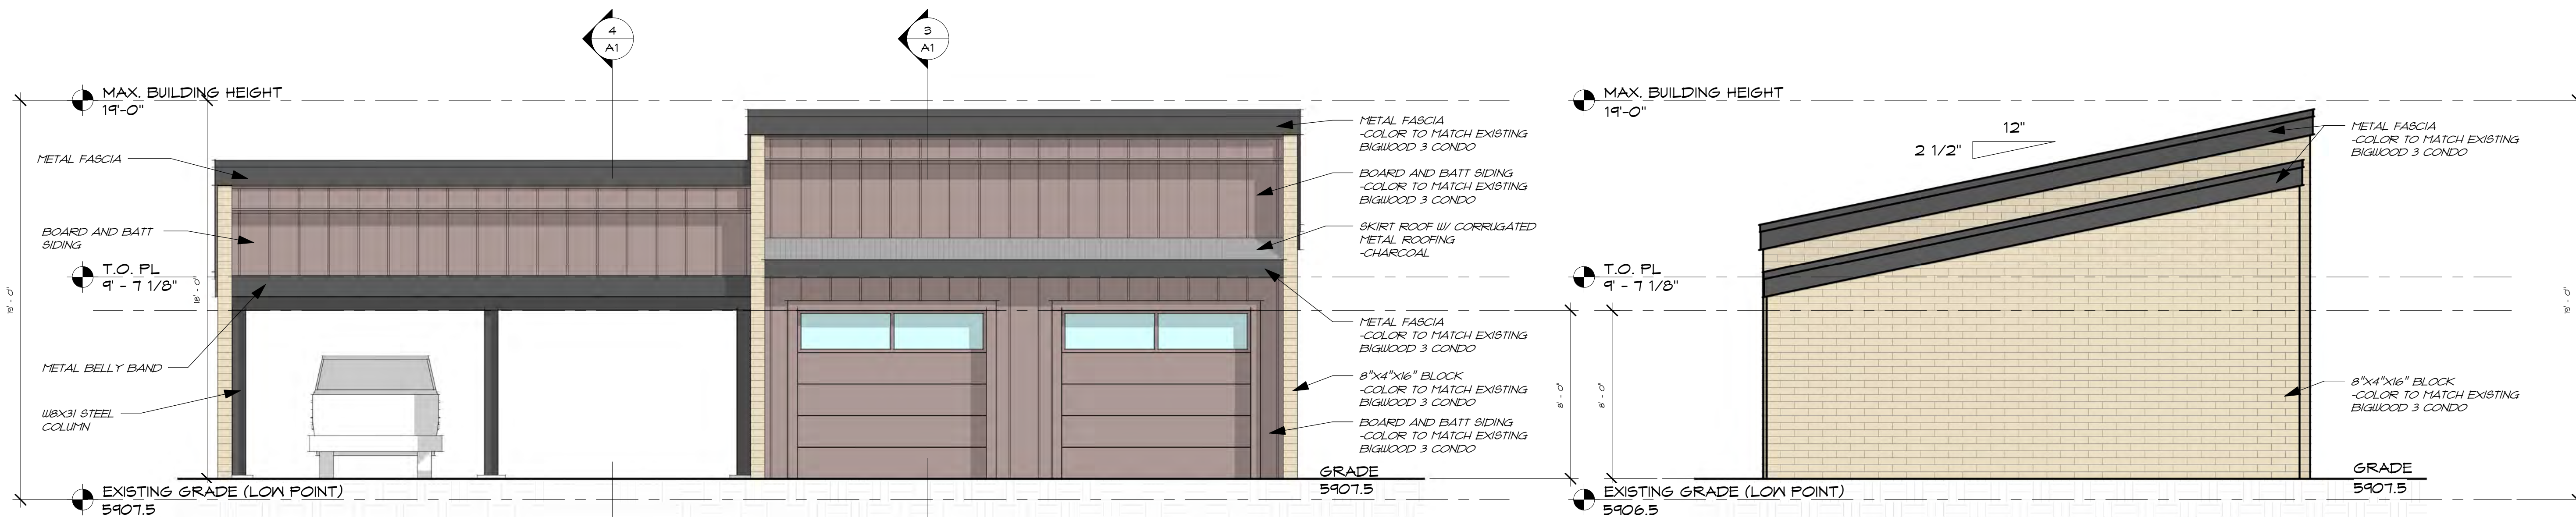 4
A1
3
A1
MAX. BUILDING HEIGHT
19'-0"
METAL FASCIA
BOARD AND BATT
SIDING
T.O. PL
9' - 7 1/8"
18' - 0"
19' - 0"
METAL BELLY BAND
W8X31 STEEL
COLUMN
EXISTING GRADE (LOW POINT)
5907.5
METAL FASCIA
-COLOR TO MATCH EXISTING
BIGWOOD 3 CONDO
BOARD AND BATT SIDING
-COLOR TO MATCH EXISTING
BIGWOOD 3 CONDO
SKIRT ROOF W/ CORRUGATED
METAL ROOFING
-CHARCOAL
METAL FASCIA
-COLOR TO MATCH EXISTING
BIGWOOD 3 CONDO
8"X4"X16" BLOCK
-COLOR TO MATCH EXISTING
BIGWOOD 3 CONDO
BOARD AND BATT SIDING
-COLOR TO MATCH EXISTING
BIGWOOD 3 CONDO
GRADE
5907.5
8' - 0"
8' - 0"
MAX. BUILDING HEIGHT
19'-0"
12"
2 1/2"
METAL FASCIA
-COLOR TO MATCH EXISTING
BIGWOOD 3 CONDO
T.O. PL
9' - 7 1/8"
19' - 0"
8"X4"X16" BLOCK
-COLOR TO MATCH EXISTING
BIGWOOD 3 CONDO
GRADE
5907.5
EXISTING GRADE (LOW POINT)
5906.5